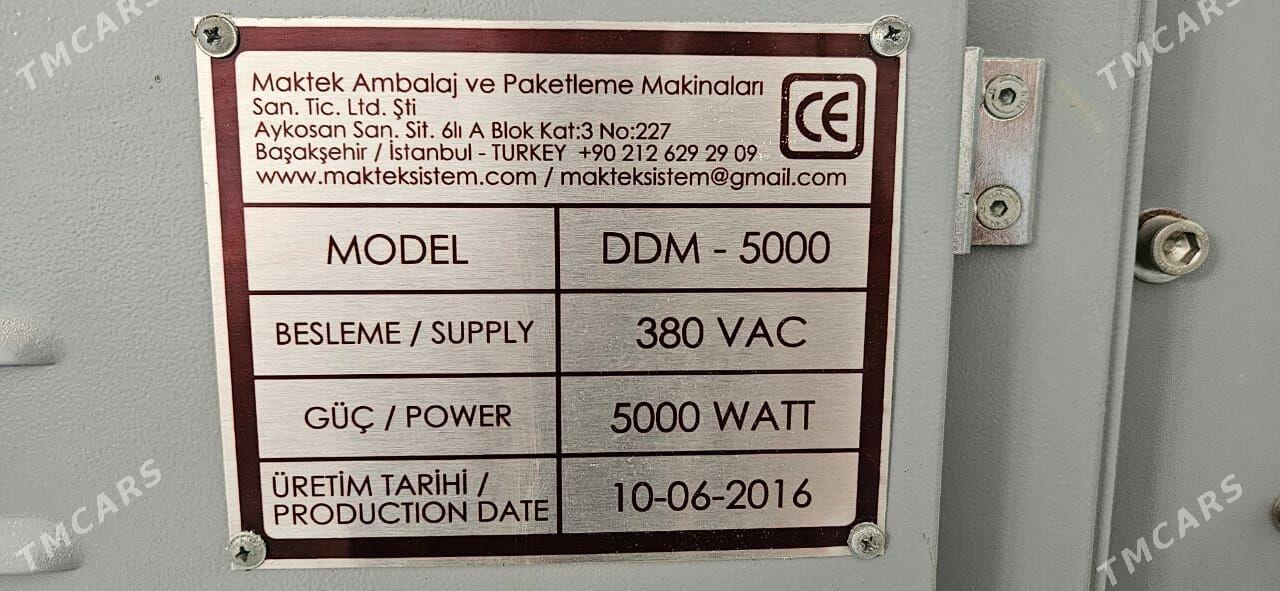 Maktek Ambalaj ve Paketleme Makinaları
San. Tic. Ltd. Şti
Aykosan San. Sit. 6lı A Blok Kat:3 No:227
Başakşehir / İstanbul - TURKEY +90 212 629 29 09
www.makteksistem.com / makteksistem@gmail.com
CE
MODEL DDM - 5000
BESLEME / SUPPLY 380 VAC
GÜÇ / POWER 5000 WATT
ÜRETİM TARİHİ /
PRODUCTION DATE 10-06-2016
TMCARS
TMCARS
TMCARS
TMCARS